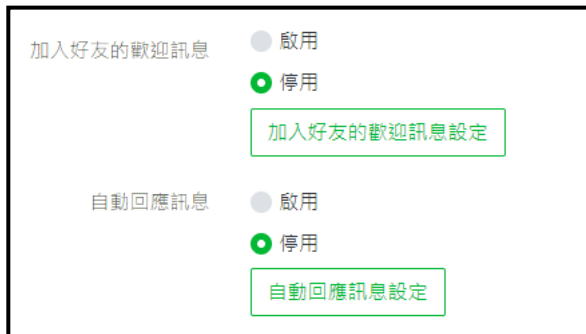 加入好友的歡迎訊息
啟用
停用
加入好友的歡迎訊息設定
自動回應訊息
啟用
停用
自動回應訊息設定